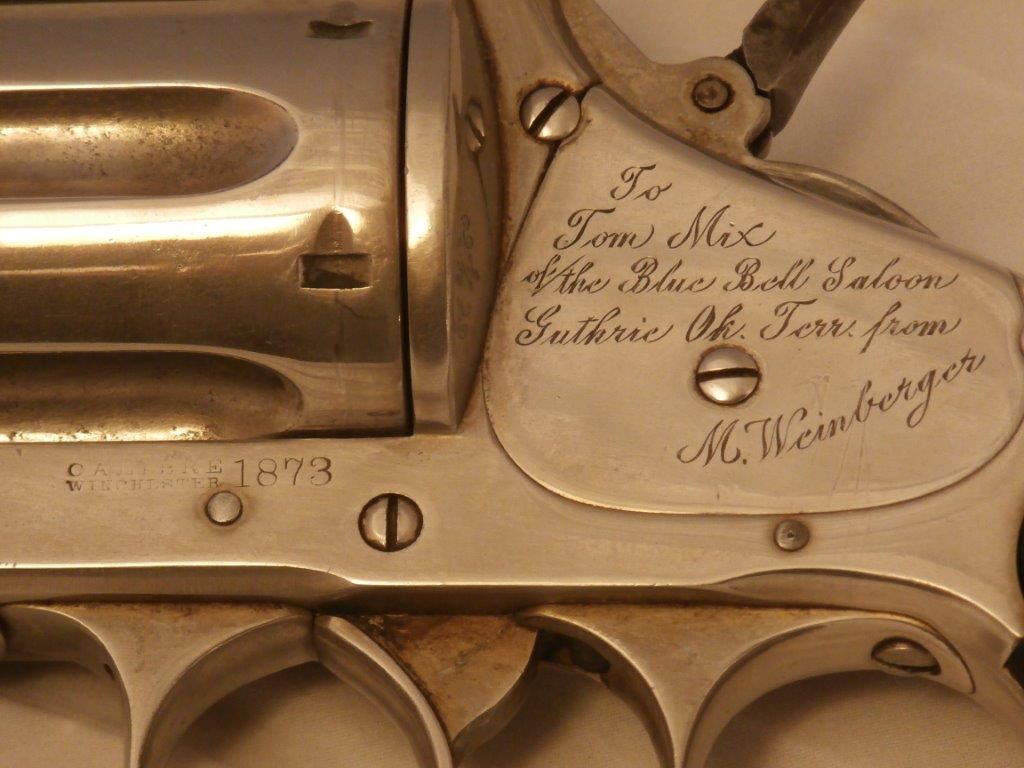 To
Tom Mix
of the Blue Bell Saloon
Guthrie Ok. Terr. from
M. Weinberger
CALIBRE
WINCHESTER 1873